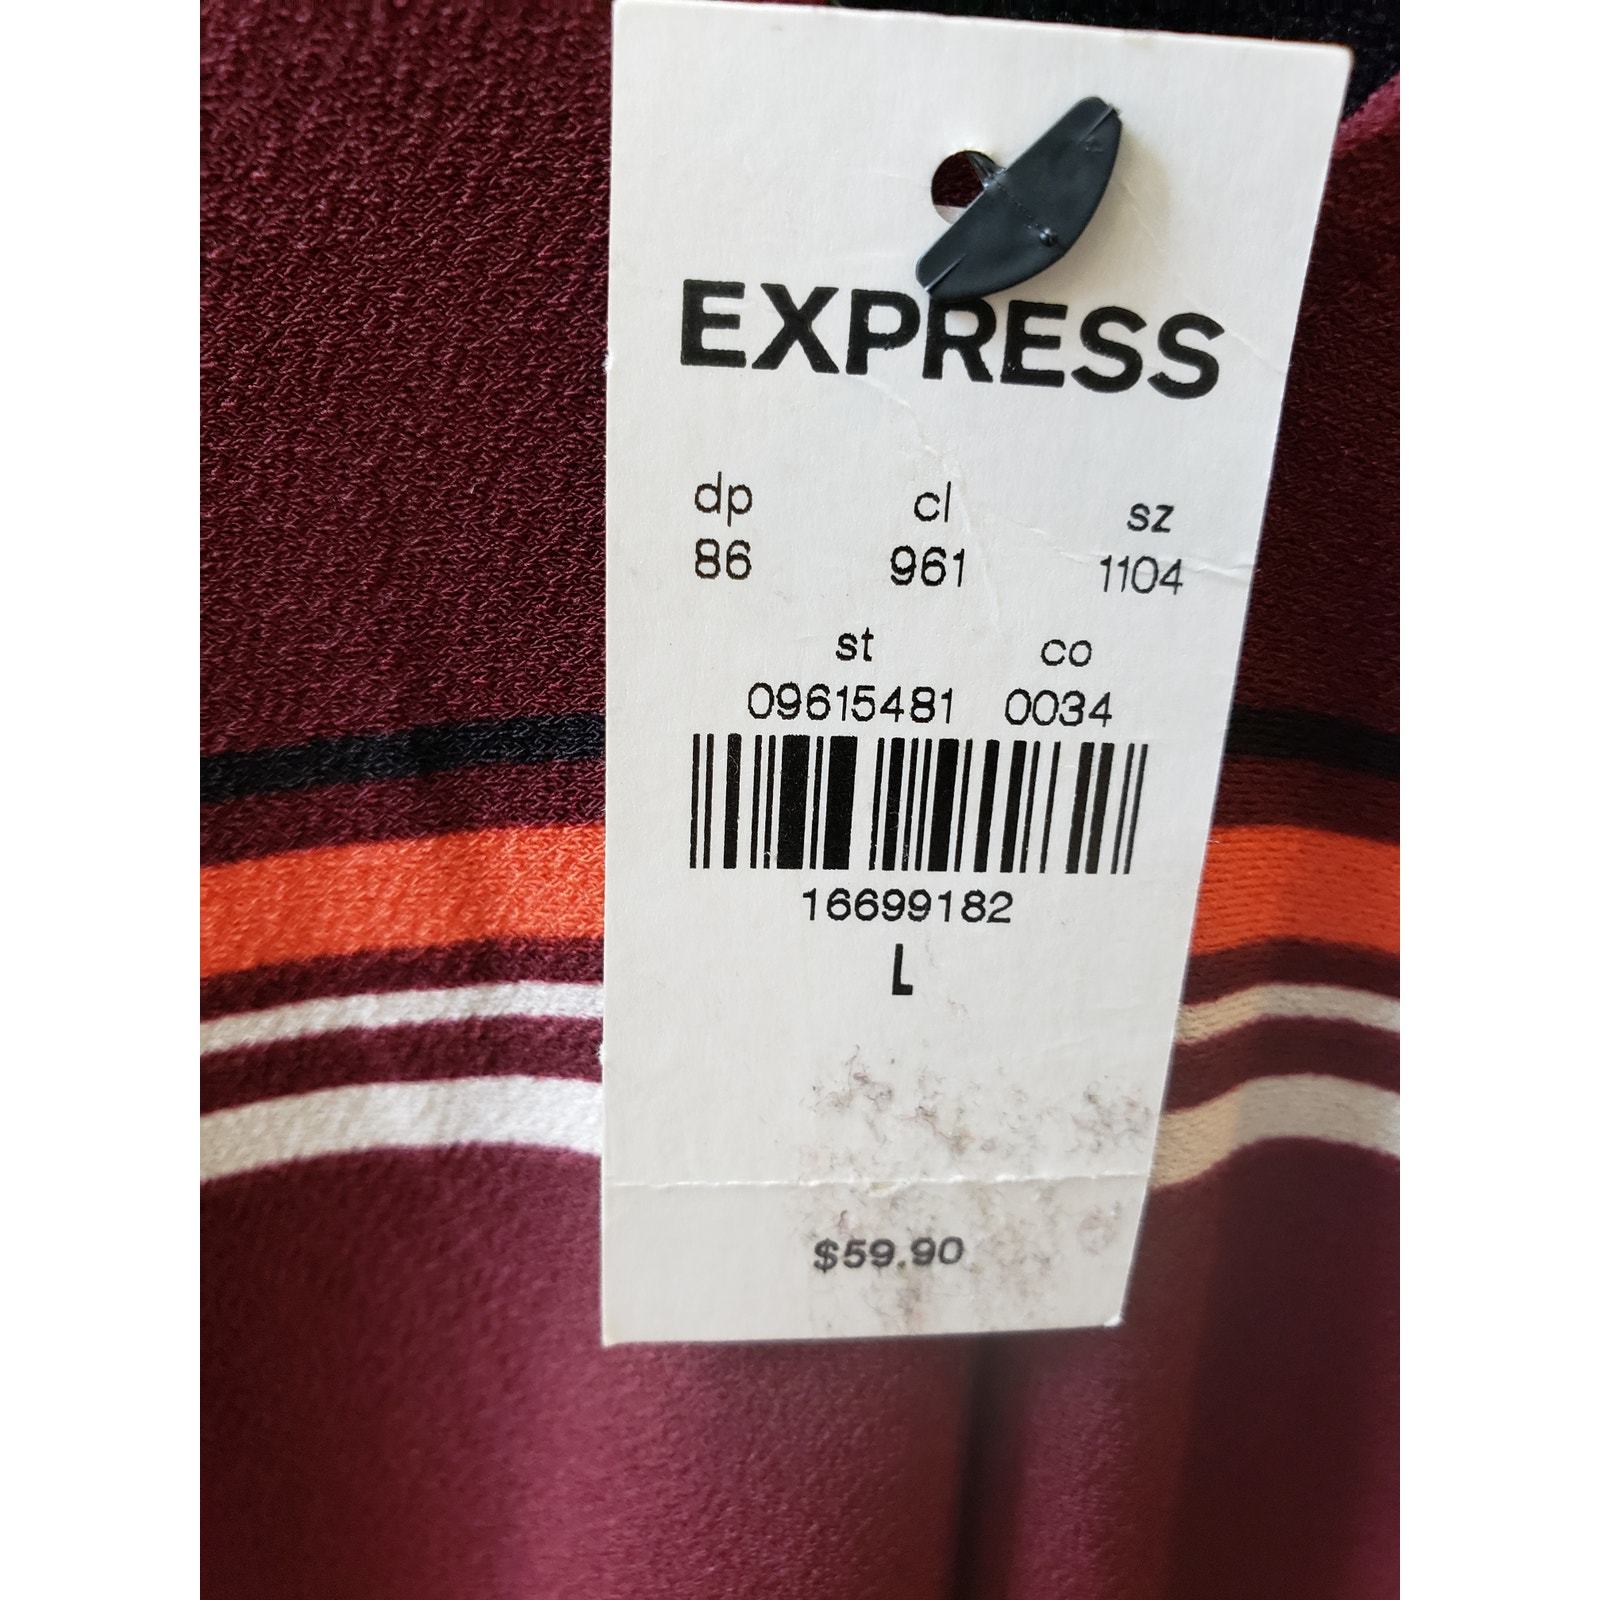 EXPRESS
dp cl sz
86 961 1104
st co
09615481 0034
16699182
L
$59.90